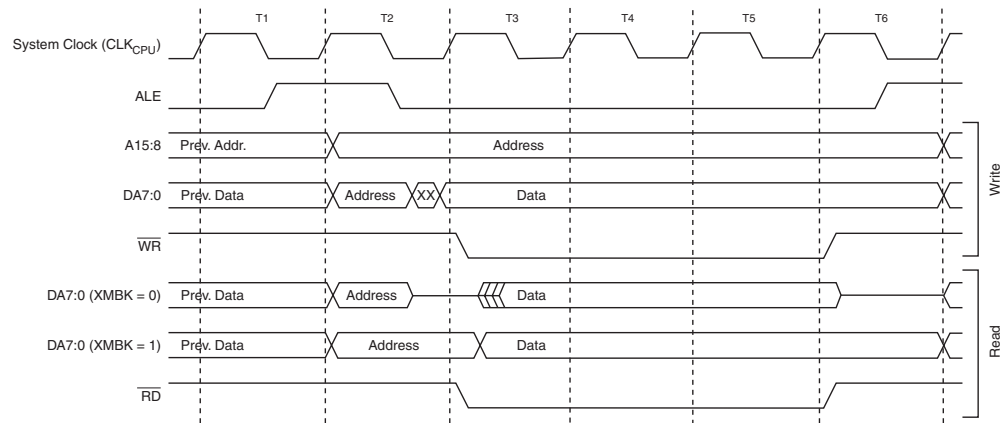 T1 T2 T3 T4 T5 T6
System Clock (CLKCPU)
ALE
A15:8 Prev. Addr. Address
DA7:0 Prev. Data Address XX Data
WR
Write
DA7:0 (XMBK = 0) Prev. Data Address Data
DA7:0 (XMBK = 1) Prev. Data Address Data
RD
Read